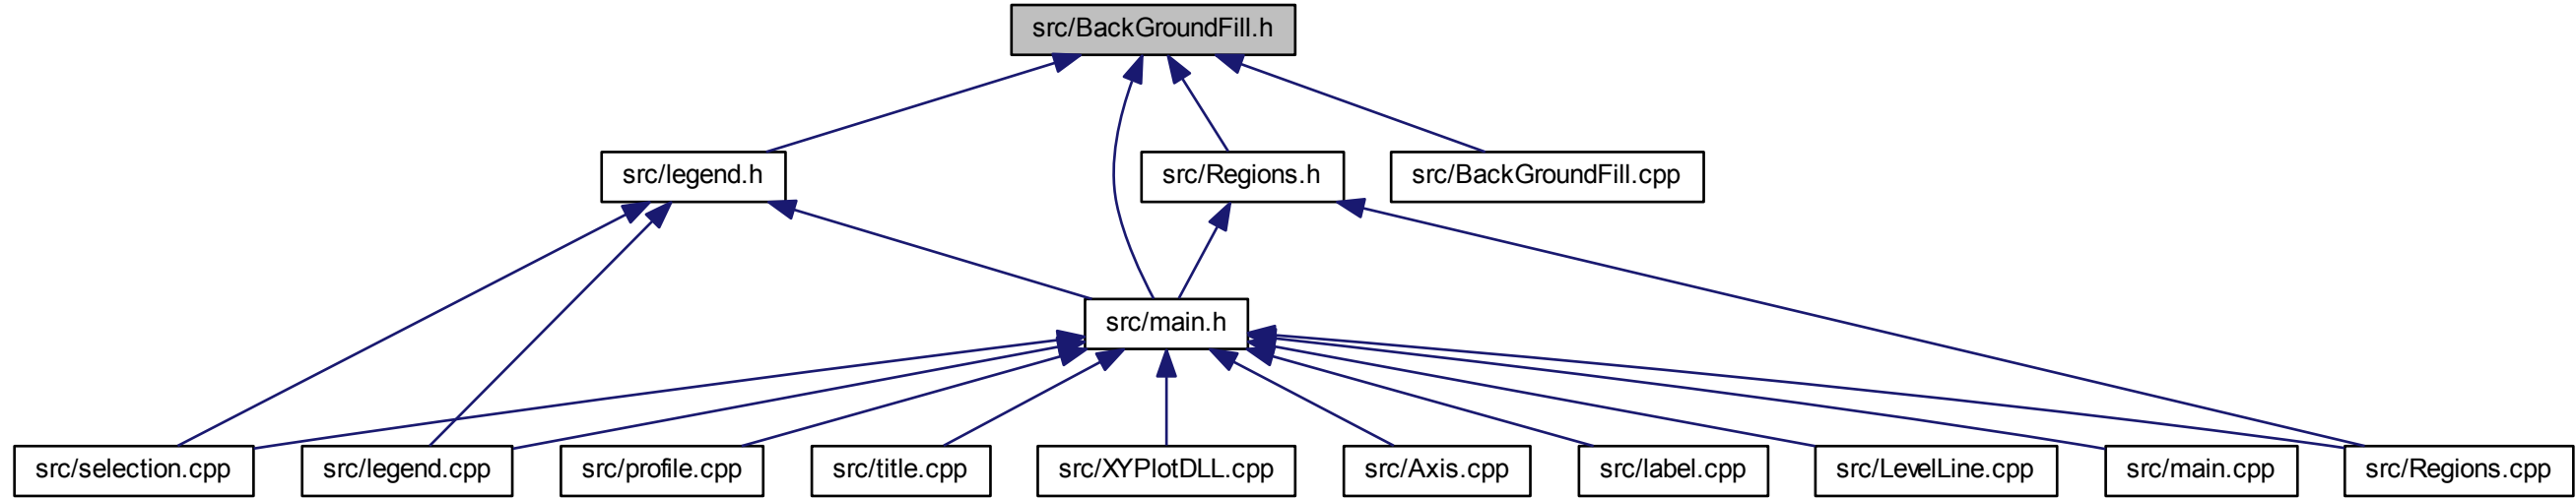 src/BackGroundFill.h
src/legend.h
src/Regions.h
src/BackGroundFill.cpp
src/main.h
src/selection.cpp
src/legend.cpp
src/profile.cpp
src/title.cpp
src/XYPlotDLL.cpp
src/Axis.cpp
src/label.cpp
src/LevelLine.cpp
src/main.cpp
src/Regions.cpp